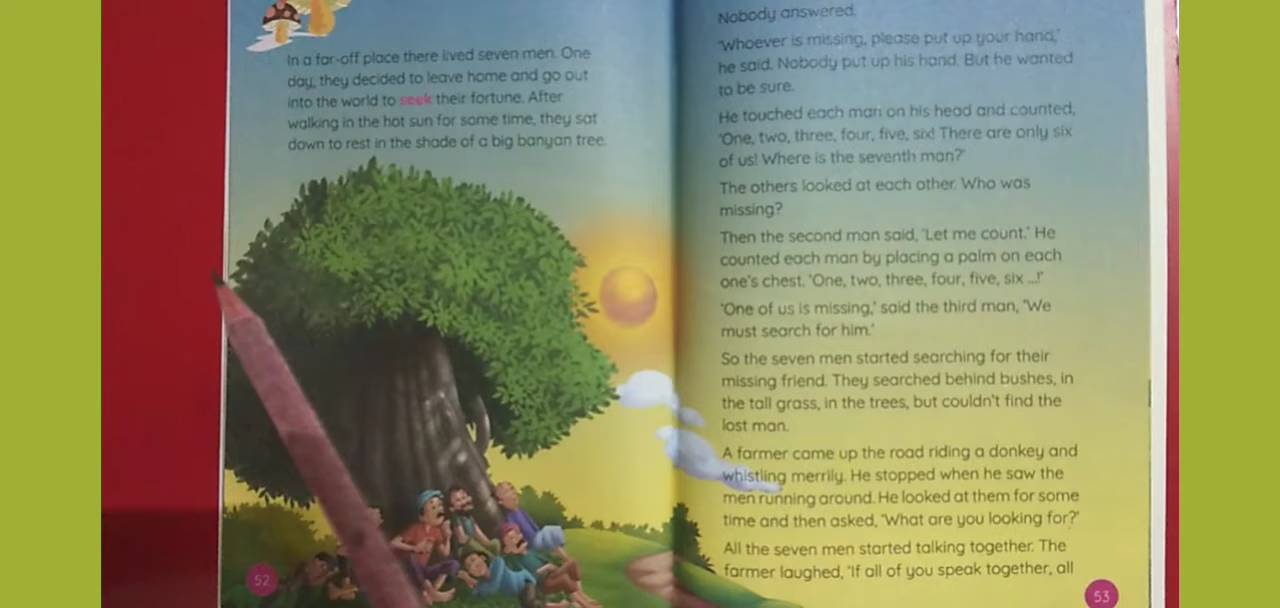 In a far-off place there lived seven men. One
day, they decided to leave home and go out
into the world to seek their fortune. After
walking in the hot sun for some time, they sat
down to rest in the shade of a big banyan tree.
52
Nobody answered.
'Whoever is missing, please put up your hand,'
he said. Nobody put up his hand. But he wanted
to be sure.
He touched each man on his head and counted,
'One, two, three, four, five, six! There are only six
of us! Where is the seventh man?'
The others looked at each other. Who was
missing?
Then the second man said, 'Let me count.' He
counted each man by placing a palm on each
one's chest. 'One, two, three, four, five, six ...!'
'One of us is missing,' said the third man, 'We
must search for him.'
So the seven men started searching for their
missing friend. They searched behind bushes, in
the tall grass, in the trees, but couldn't find the
lost man.
A farmer came up the road riding a donkey and
whistling merrily. He stopped when he saw the
men running around. He looked at them for some
time and then asked, 'What are you looking for?'
All the seven men started talking together. The
farmer laughed, 'If all of you speak together, all
53